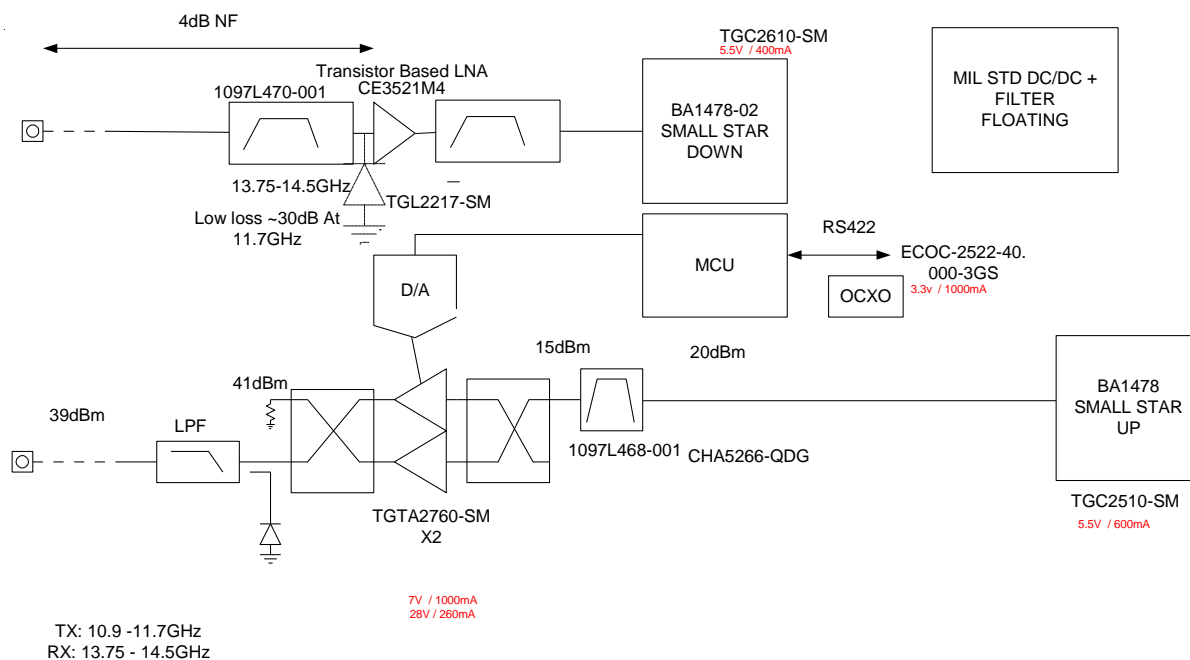 4dB NF
TGC2610-SM
5.5V / 400mA
Transistor Based LNA
CE3521M4
1097L470-001
BA1478-02
SMALL STAR
DOWN
MIL STD DC/DC +
FILTER
FLOATING
13.75-14.5GHz
TGL2217-SM
Low loss ~30dB At
11.7GHz
D/A
MCU
RS422
ECOC-2522-40.
000-3GS
3.3v / 1000mA
OCXO
15dBm
20dBm
41dBm
39dBm
LPF
BA1478
SMALL STAR
UP
1097L468-001
CHA5266-QDG
TGTA2760-SM
X2
TGC2510-SM
5.5V / 600mA
7V / 1000mA
28V / 260mA
TX: 10.9 -11.7GHz
RX: 13.75 - 14.5GHz